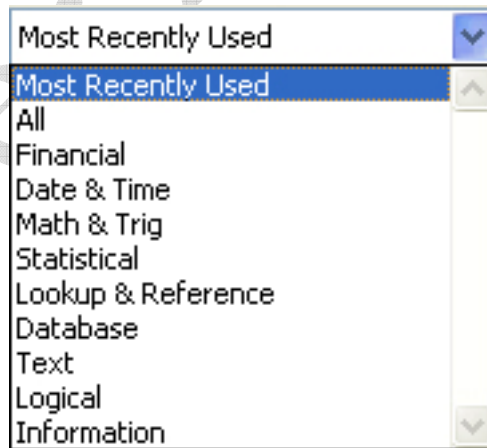 Most Recently Used
Most Recently Used
All
Financial
Date & Time
Math & Trig
Statistical
Lookup & Reference
Database
Text
Logical
Information